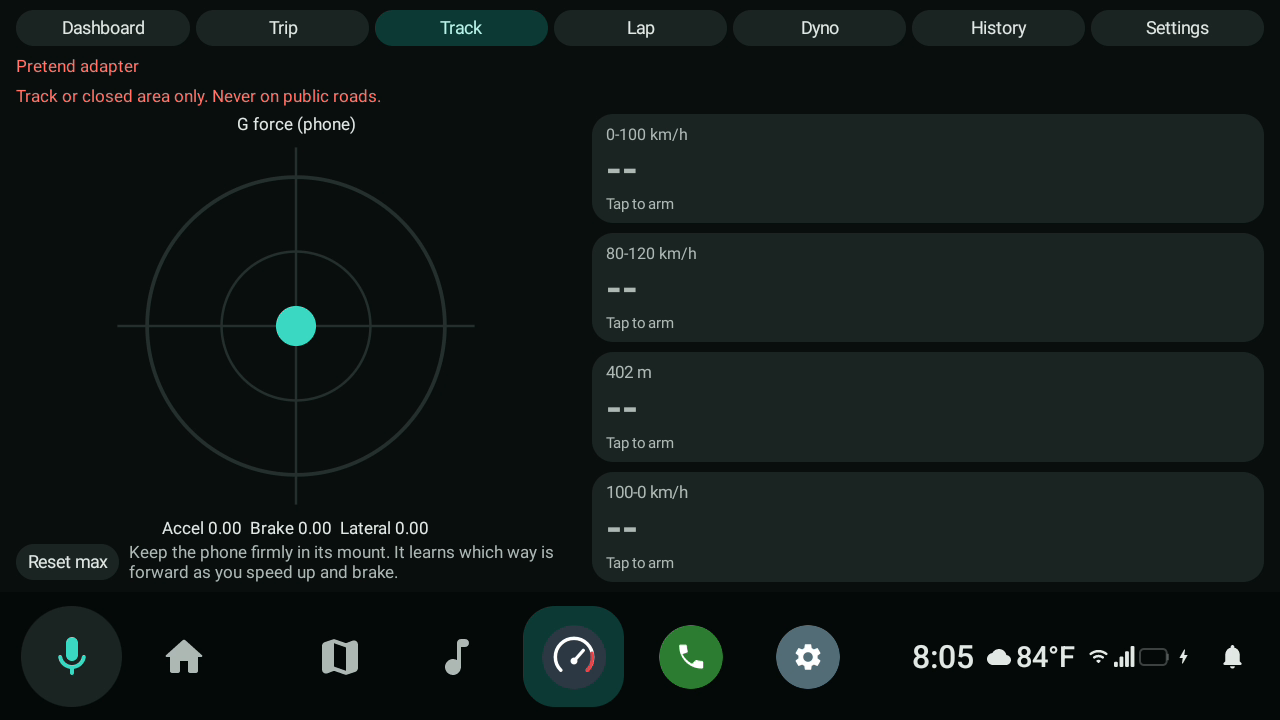 Dashboard
Trip
Track
Lap
Dyno
History
Settings
Pretend adapter
Track or closed area only. Never on public roads.
G force (phone)
Accel 0.00 Brake 0.00 Lateral 0.00
Reset max
Keep the phone firmly in its mount. It learns which way is
forward as you speed up and brake.
0-100 km/h
--
Tap to arm
80-120 km/h
--
Tap to arm
402 m
--
Tap to arm
100-0 km/h
--
Tap to arm
8:05
84°F